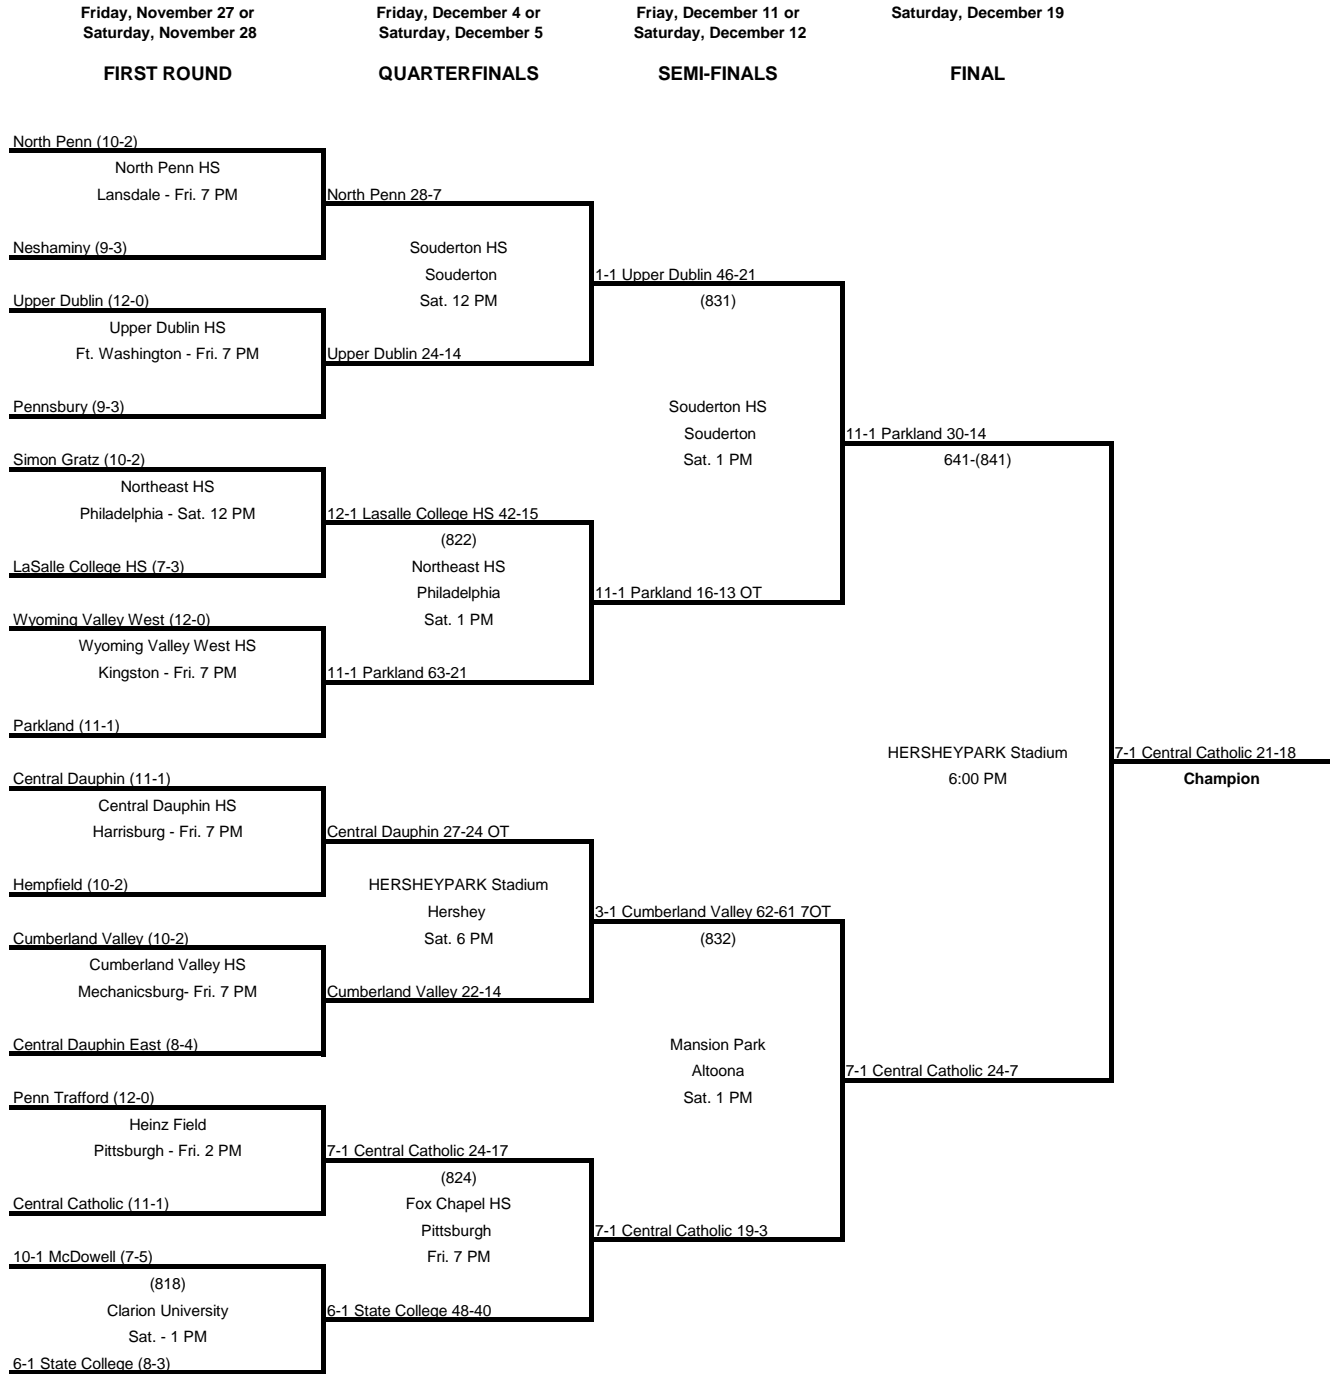 Friday, November 27 or
Saturday, November 28
Friday, December 4 or
Saturday, December 5
Friay, December 11 or
Saturday, December 12
Saturday, December 19
FIRST ROUND
QUARTERFINALS
SEMI-FINALS
FINAL
North Penn (10-2)
North Penn HS
Lansdale - Fri. 7 PM
Neshaminy (9-3)
Upper Dublin (12-0)
Upper Dublin HS
Ft. Washington - Fri. 7 PM
Pennsbury (9-3)
Simon Gratz (10-2)
Northeast HS
Philadelphia - Sat. 12 PM
LaSalle College HS (7-3)
Wyoming Valley West (12-0)
Wyoming Valley West HS
Kingston - Fri. 7 PM
Parkland (11-1)
Central Dauphin (11-1)
Central Dauphin HS
Harrisburg - Fri. 7 PM
Hempfield (10-2)
Cumberland Valley (10-2)
Cumberland Valley HS
Mechanicsburg- Fri. 7 PM
Central Dauphin East (8-4)
Penn Trafford (12-0)
Heinz Field
Pittsburgh - Fri. 2 PM
Central Catholic (11-1)
10-1 McDowell (7-5)
(818)
Clarion University
Sat. - 1 PM
6-1 State College (8-3)
North Penn 28-7
Souderton HS
Souderton
Sat. 12 PM
Upper Dublin 24-14
12-1 Lasalle College HS 42-15
(822)
Northeast HS
Philadelphia
Sat. 1 PM
11-1 Parkland 63-21
Central Dauphin 27-24 OT
HERSHEYPARK Stadium
Hershey
Sat. 6 PM
Cumberland Valley 22-14
7-1 Central Catholic 24-17
(824)
Fox Chapel HS
Pittsburgh
Fri. 7 PM
6-1 State College 48-40
1-1 Upper Dublin 46-21
(831)
Souderton HS
Souderton
Sat. 1 PM
11-1 Parkland 16-13 OT
3-1 Cumberland Valley 62-61 7OT
(832)
Mansion Park
Altoona
Sat. 1 PM
7-1 Central Catholic 19-3
11-1 Parkland 30-14
641-(841)
HERSHEYPARK Stadium
6:00 PM
7-1 Central Catholic 24-7
7-1 Central Catholic 21-18
Champion